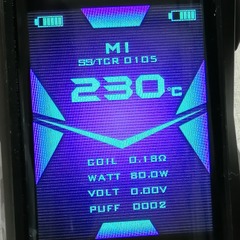 M1
SS/TCR 0105
230°C
COIL 0.18Ω
WATT 80.0W
VOLT 0.00V
PUFF 0002